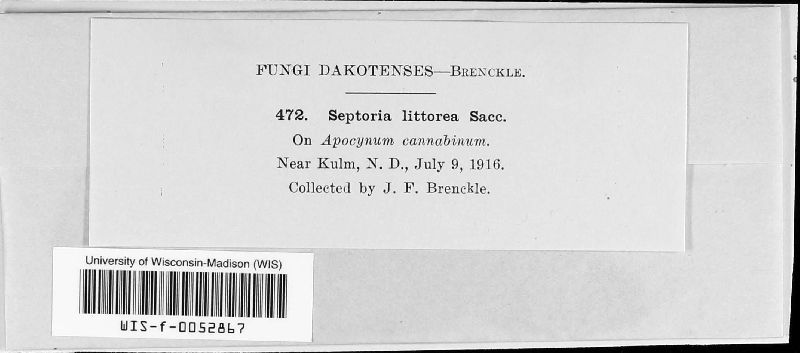 FUNGI DAKOTENSES—BRENCKLE.
472. Septoria littorea Sacc.
On Apocynum cannabinum.
Near Kulm, N. D., July 9, 1916.
Collected by J. F. Brenckle.
University of Wisconsin-Madison (WIS)
WIS-f-0052867